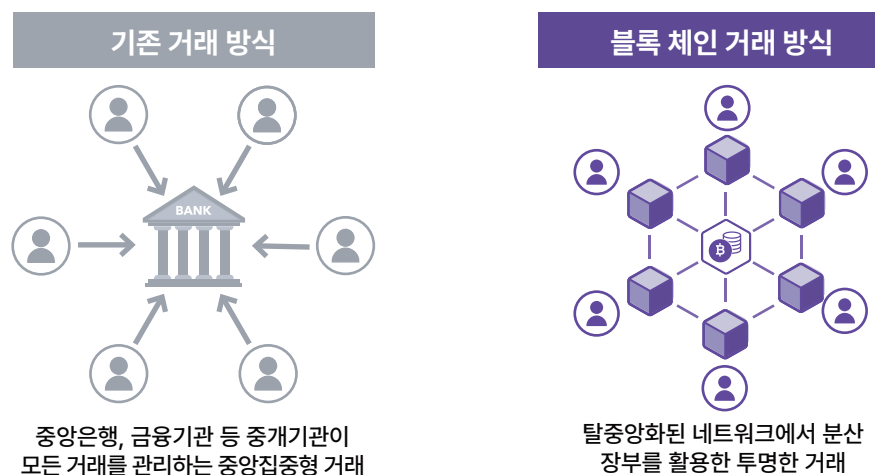 기존 거래 방식
BANK
중앙은행, 금융기관 등 중개기관이
모든 거래를 관리하는 중앙집중형 거래
블록 체인 거래 방식
탈중앙화된 네트워크에서 분산
장부를 활용한 투명한 거래